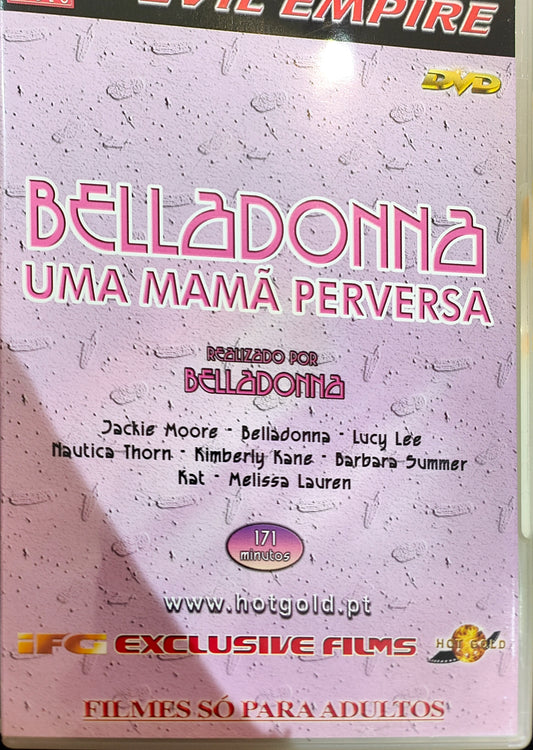 EVIL EMPIRE
DVD
BELLADONNA
UMA MAMÃ PERVERSA
REALIZADO POR
BELLADONNA
Jackie Moore - Belladonna - Lucy Lee
Nautica Thorn - Kimberly Kane - Barbara Summer
Kat - Melissa Lauren
171
minutos
www.hotgold.pt
IFG EXCLUSIVE FILMS
HOT GOLD
FILMES SÓ PARA ADULTOS